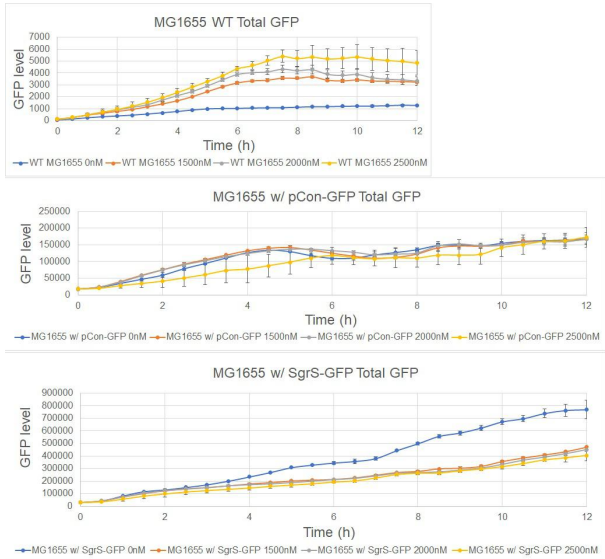 MG1655 WT Total GFP
7000
6000
5000
4000
3000
2000
1000
0
GFP level
0 2 4 6 8 10 12
Time (h)
WT MG1655 0nM WT MG1655 1500nM WT MG1655 2000nM WT MG1655 2500nM
MG1655 w/ pCon-GFP Total GFP
250000
200000
150000
100000
50000
0
GFP level
0 2 4 6 8 10 12
Time (h)
MG1655 w/ pCon-GFP 0nM MG1655 w/ pCon-GFP 1500nM MG1655 w/ pCon-GFP 2000nM MG1655 w/ pCon-GFP 2500nM
MG1655 w/ SgrS-GFP Total GFP
900000
800000
700000
600000
500000
400000
300000
200000
100000
0
GFP level
0 2 4 6 8 10 12
Time (h)
MG1655 w/ SgrS-GFP 0nM MG1655 w/ SgrS-GFP 1500nM MG1655 w/ SgrS-GFP 2000nM MG1655 w/ SgrS-GFP 2500nM